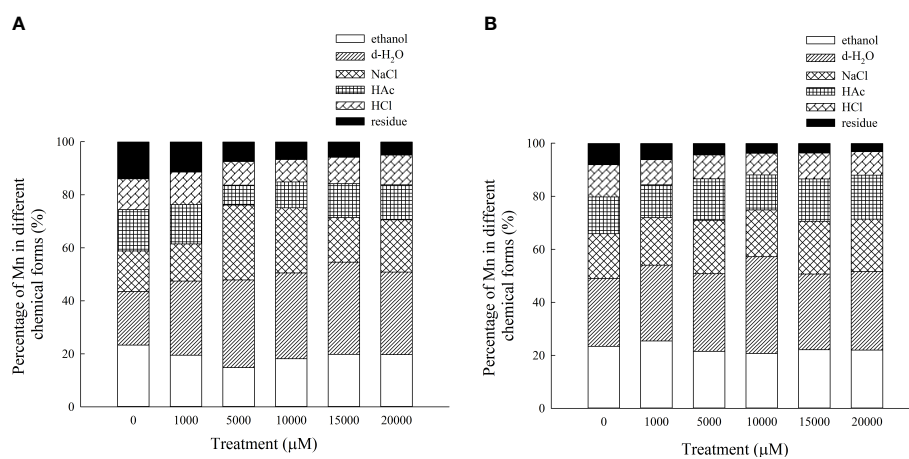 A
ethanol
d-H₂O
NaCl
HAc
HCl
residue
Percentage of Mn in different
chemical forms (%)
100
80
60
40
20
0
0 1000 5000 10000 15000 20000
Treatment (μM)
B
ethanol
d-H₂O
NaCl
HAc
HCl
residue
Percentage of Mn in different
chemical forms (%)
100
80
60
40
20
0
0 1000 5000 10000 15000 20000
Treatment (μM)